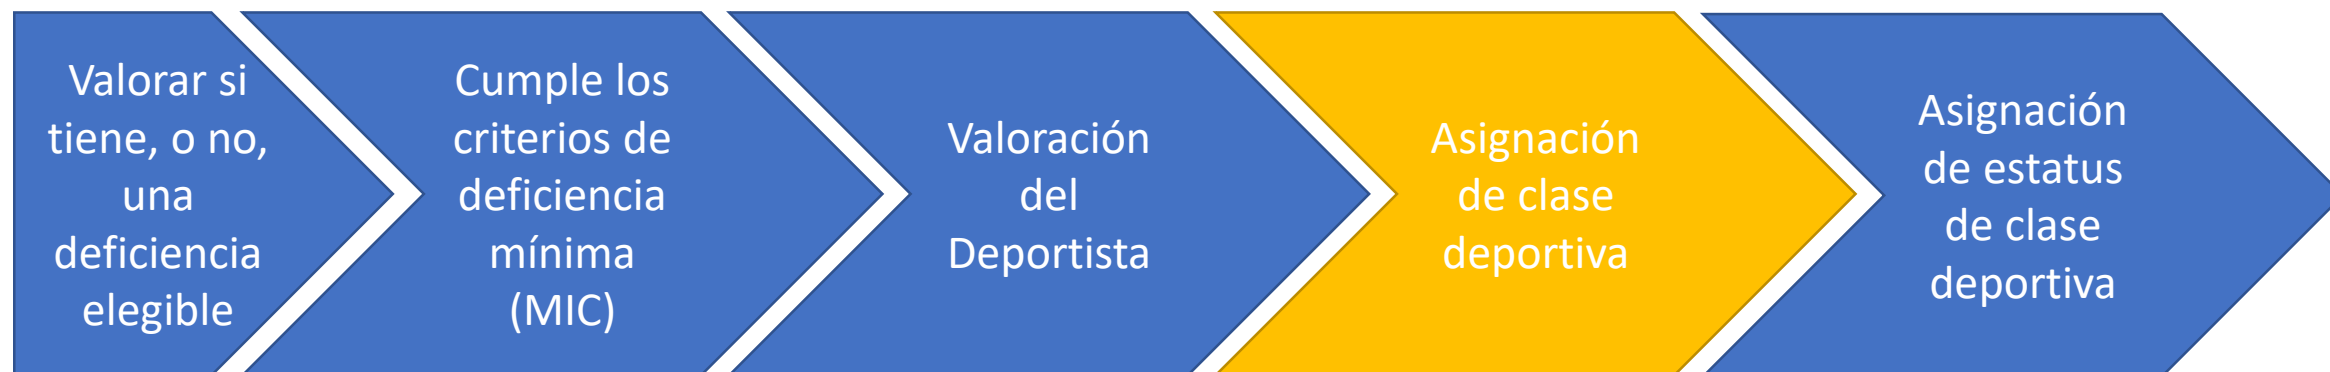 Valorar si
tiene, o no,
una
deficiencia
elegible
Cumple los
criterios de
deficiencia
mínima
(MIC)
Valoración
del
Deportista
Asignación
de clase
deportiva
Asignación
de estatus
de clase
deportiva